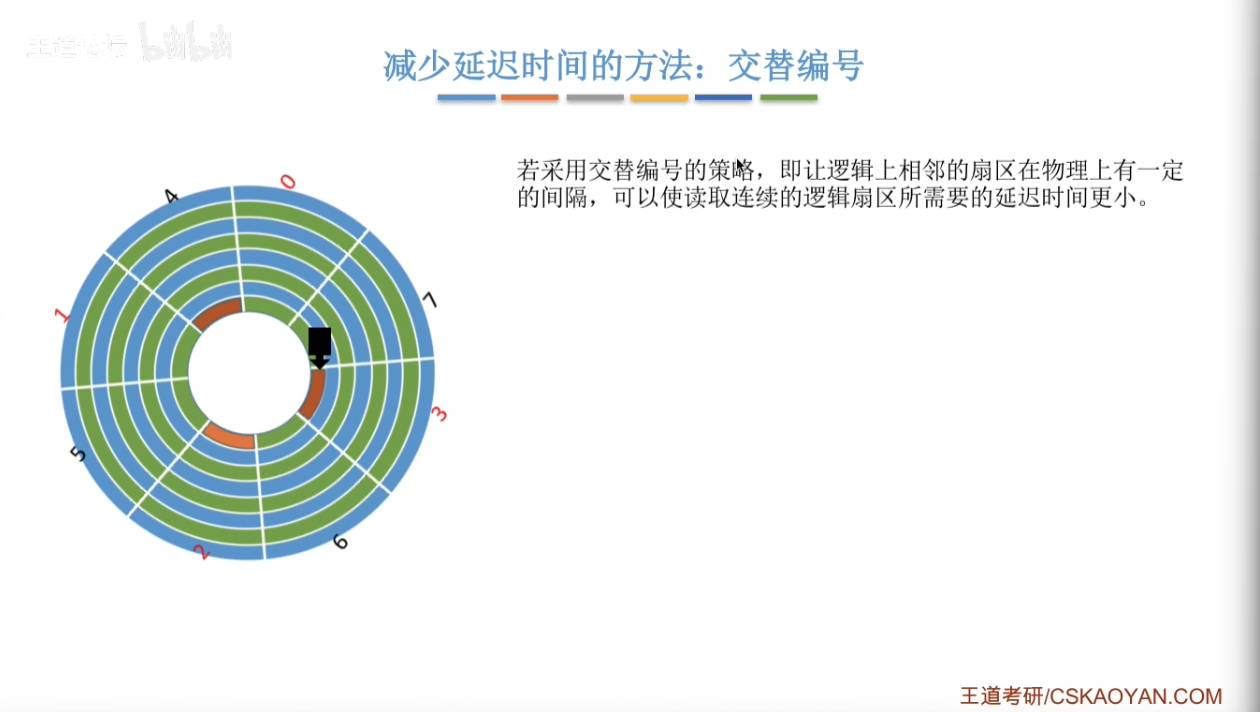 王道论坛 bilibili
减少延迟时间的方法：交替编号
若采用交替编号的策略，即让逻辑上相邻的扇区在物理上有一定
的间隔，可以使读取连续的逻辑扇区所需要的延迟时间更小。
0
4
7
1
3
5
6
2
王道考研/CSKAOYAN.COM